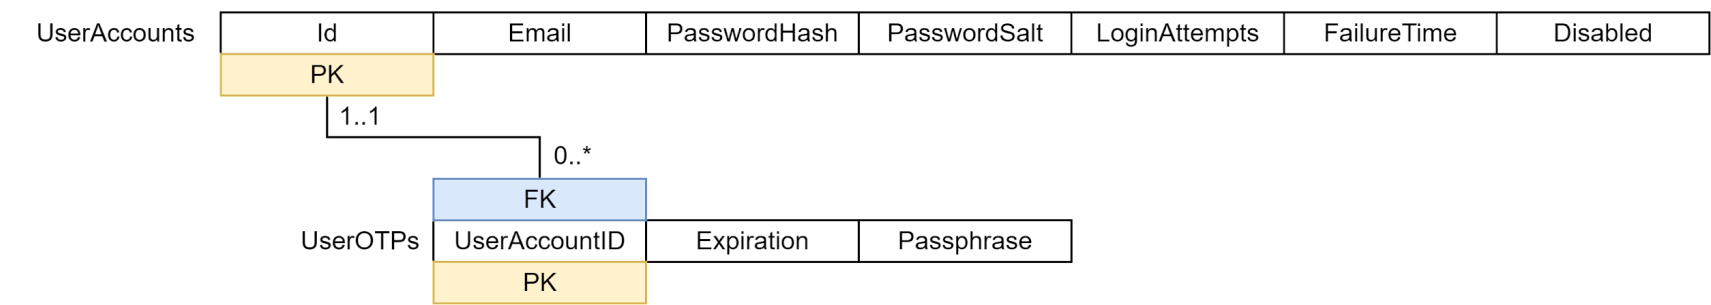 UserAccounts Id Email PasswordHash PasswordSalt LoginAttempts FailureTime Disabled
PK
1..1
0..*
FK
UserOTPs UserAccountID Expiration Passphrase
PK